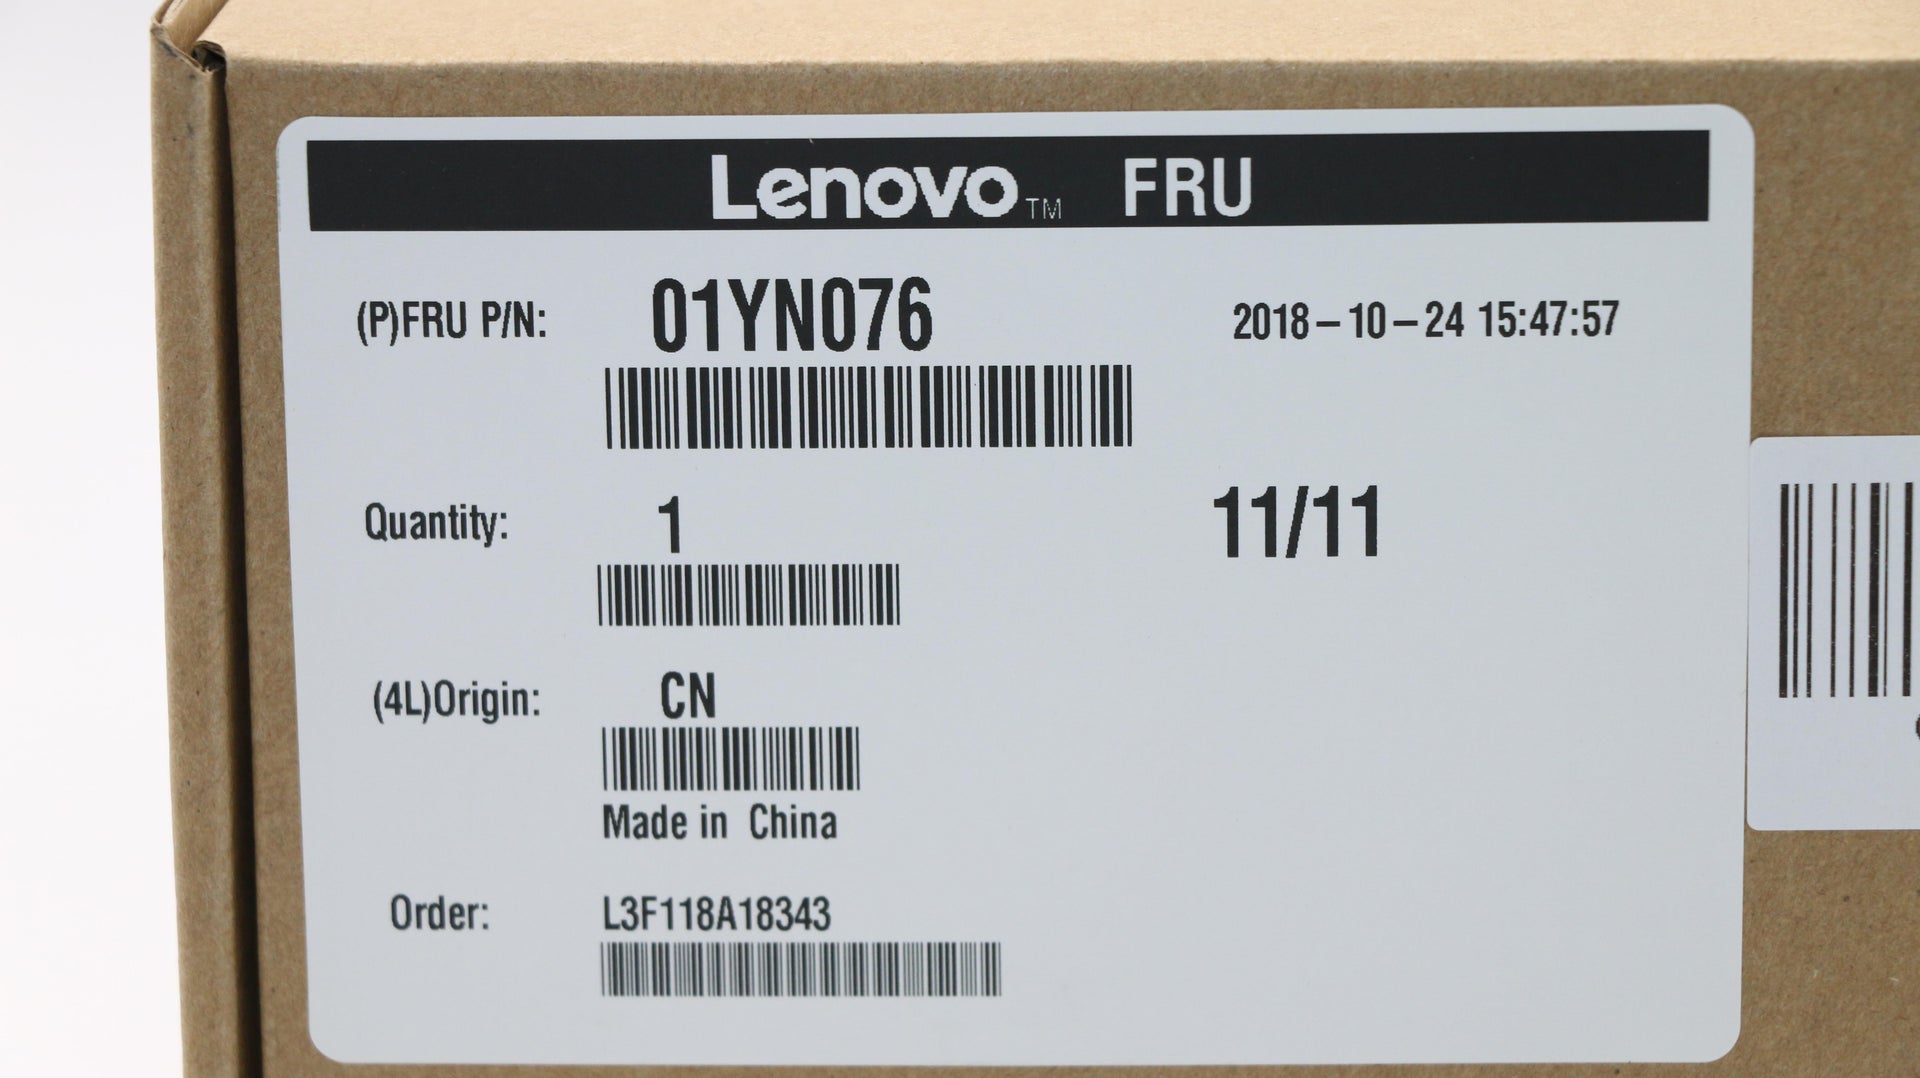 Lenovo™ FRU
(P)FRU P/N: 01YN076 2018-10-24 15:47:57
Quantity: 1 11/11
(4L)Origin: CN
Made in China
Order: L3F118A18343